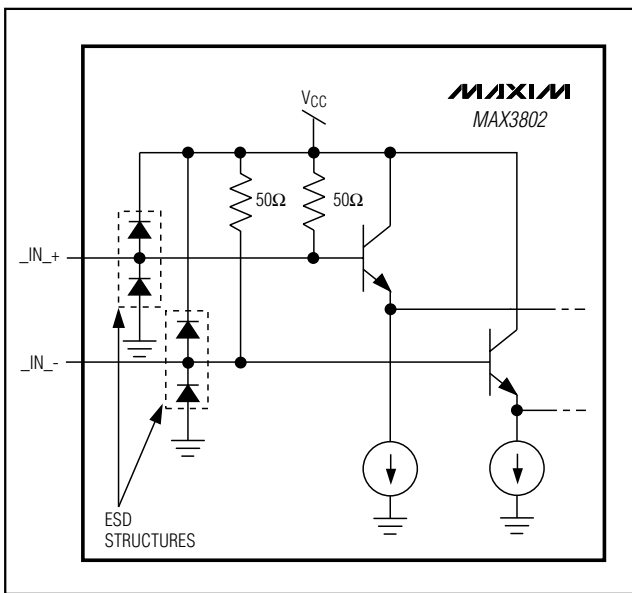 VCC
MAXIM
MAX3802
50Ω
50Ω
_IN_+
_IN_-
ESD
STRUCTURES